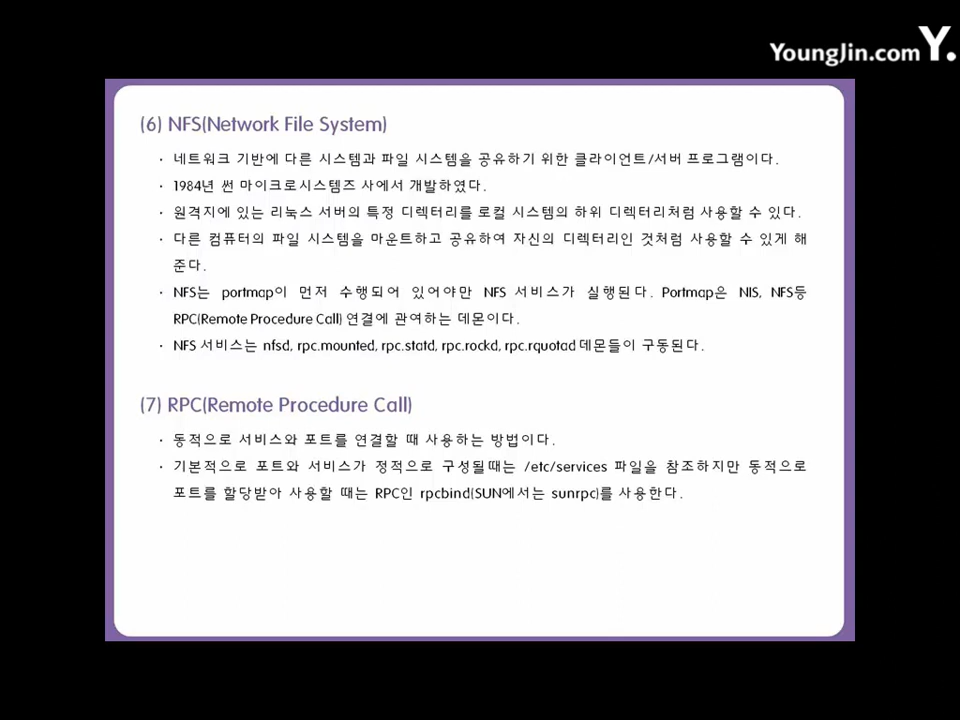 YoungJin.com Y.
(6) NFS(Network File System)
· 네트워크 기반에 다른 시스템과 파일 시스템을 공유하기 위한 클라이언트/서버 프로그램이다.
· 1984년 썬 마이크로시스템즈 사에서 개발하였다.
· 원격지에 있는 리눅스 서버의 특정 디렉터리를 로컬 시스템의 하위 디렉터리처럼 사용할 수 있다.
· 다른 컴퓨터의 파일 시스템을 마운트하고 공유하여 자신의 디렉터리인 것처럼 사용할 수 있게 해
준다.
· NFS는 portmap이 먼저 수행되어 있어야만 NFS 서비스가 실행된다. Portmap은 NIS, NFS등
RPC(Remote Procedure Call) 연결에 관여하는 데몬이다.
· NFS 서비스는 nfsd, rpc.mounted, rpc.statd, rpc.rockd, rpc.rquotad 데몬들이 구동된다.
(7) RPC(Remote Procedure Call)
· 동적으로 서비스와 포트를 연결할 때 사용하는 방법이다.
· 기본적으로 포트와 서비스가 정적으로 구성될때는 /etc/services 파일을 참조하지만 동적으로
포트를 할당받아 사용할 때는 RPC인 rpcbind(SUN에서는 sunrpc)를 사용한다.